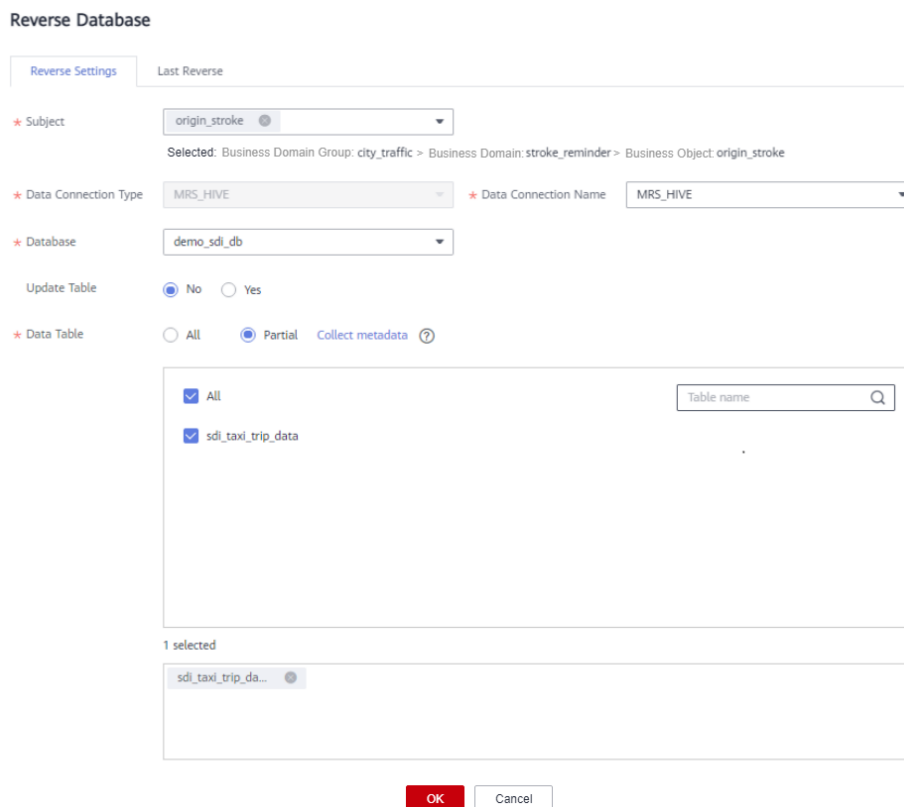 Reverse Database
Reverse Settings Last Reverse
* Subject origin_stroke
Selected: Business Domain Group: city_traffic > Business Domain: stroke_reminder > Business Object: origin_stroke
* Data Connection Type MRS_HIVE * Data Connection Name MRS_HIVE
* Database demo_sdi_db
Update Table No Yes
* Data Table All Partial Collect metadata ?
All Table name
sdi_taxi_trip_data
1 selected
sdi_taxi_trip_da...
OK Cancel